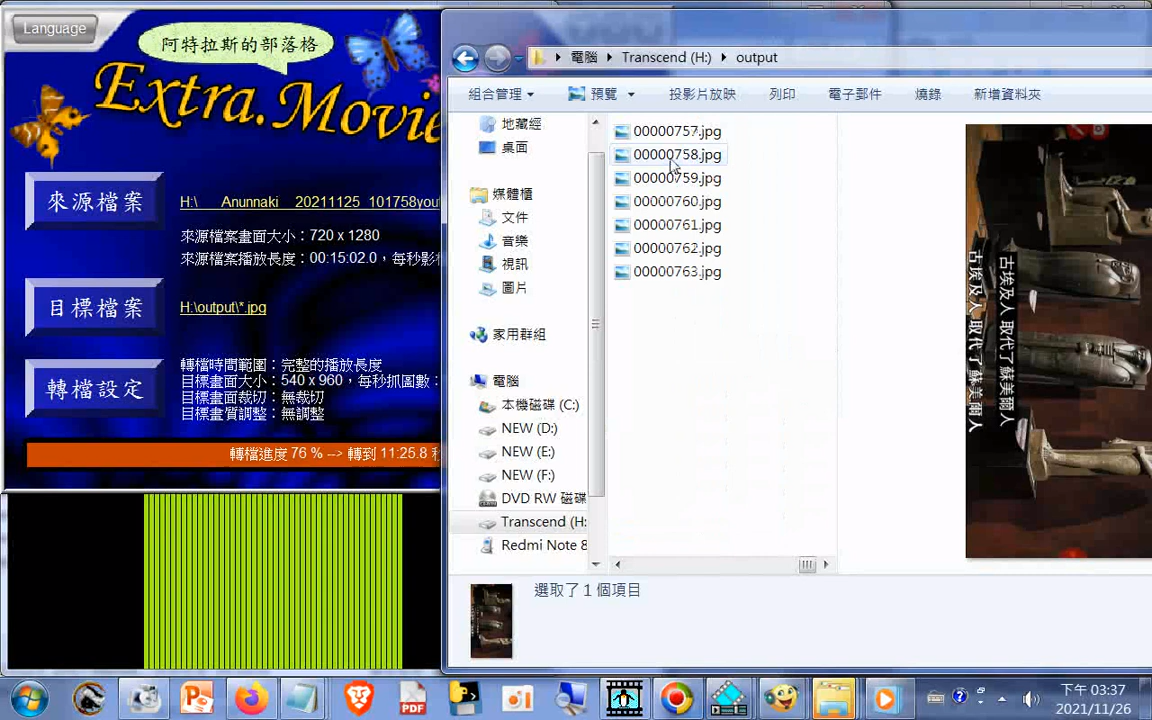 Language
阿特拉斯的部落格
Extra.Movie
來源檔案
H:\ Anunnaki 20211125 101758yout
來源檔案畫面大小：720 x 1280
來源檔案播放長度：00:15:02.0，每秒影
目標檔案
H:\output\*.jpg
轉檔設定
轉檔時間範圍：完整的播放長度
目標畫面大小：540 x 960，每秒抓圖數：
目標畫面裁切：無裁切
目標畫質調整：無調整
轉檔進度 76 % --> 轉到 11:25.8 秒
電腦
Transcend (H:)
output
組合管理
預覽
投影片放映
列印
電子郵件
燒錄
新增資料夾
地藏經
桌面
媒體櫃
文件
音樂
視訊
圖片
家用群組
電腦
本機磁碟 (C:)
NEW (D:)
NEW (E:)
NEW (F:)
DVD RW 磁碟
Transcend (H:
Redmi Note 8
00000757.jpg
00000758.jpg
00000759.jpg
00000760.jpg
00000761.jpg
00000762.jpg
00000763.jpg
古埃及人 取代了蘇美爾人
古埃及人 取代了蘇美爾人
選取了 1 個項目
PDF
下午 03:37
2021/11/26